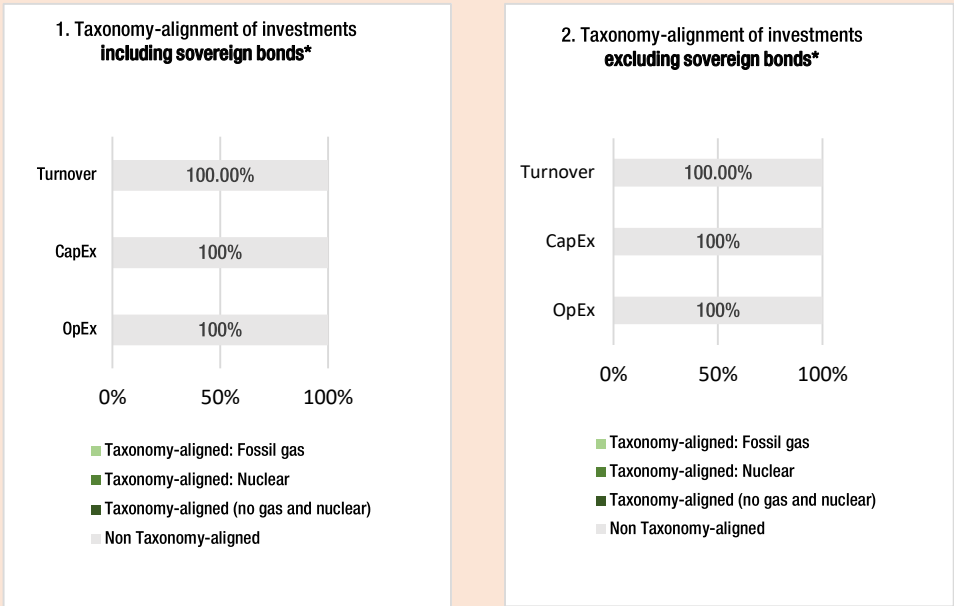 1. Taxonomy-alignment of investments
including sovereign bonds*
Turnover
100.00%
CapEx
100%
OpEx
100%
0% 50% 100%
Taxonomy-aligned: Fossil gas
Taxonomy-aligned: Nuclear
Taxonomy-aligned (no gas and nuclear)
Non Taxonomy-aligned
2. Taxonomy-alignment of investments
excluding sovereign bonds*
Turnover
100.00%
CapEx
100%
OpEx
100%
0% 50% 100%
Taxonomy-aligned: Fossil gas
Taxonomy-aligned: Nuclear
Taxonomy-aligned (no gas and nuclear)
Non Taxonomy-aligned